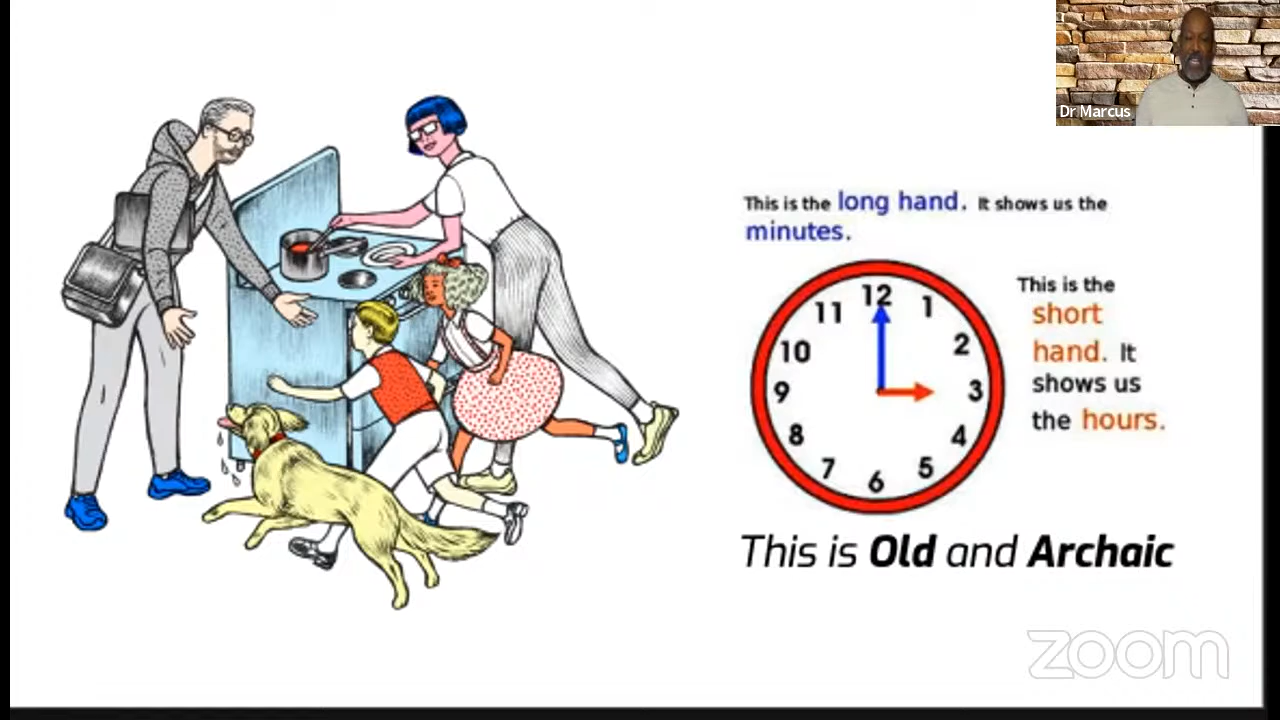 Dr Marcus
This is the long hand. It shows us the
minutes.
12
11
1
10
2
9
3
8
4
7
5
6
This is the
short
hand. It
shows us
the hours.
This is Old and Archaic
zoom